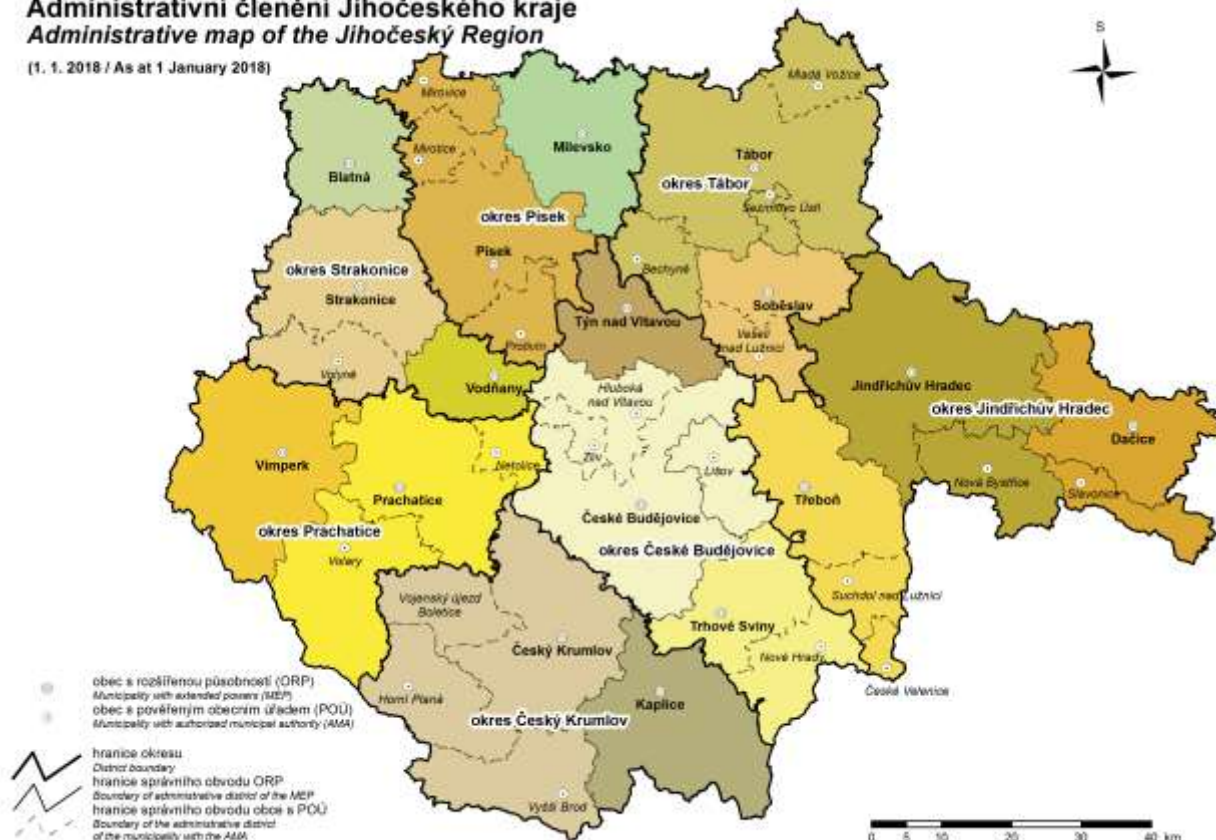 Administrativní členění Jihočeského kraje
Administrative map of the Jihočeský Region
(1. 1. 2018 / As at 1 January 2018)
S
Mladá Vožice
Mirovice
Milevsko
Mirotice
Tábor
Blatná
okres Tábor
Sezimovo Ústí
okres Písek
Písek
Bechyně
okres Strakonice
Strakonice
Soběslav
Týn nad Vltavou
Protivín
Veselí
nad Lužnicí
Volyně
Vodňany
Jindřichův Hradec
Hluboká
nad Vltavou
okres Jindřichův Hradec
Dačice
Vimperk
Netolice
Zliv
Lišov
Nová Bystřice
Slavonice
Prachatice
Třeboň
České Budějovice
okres Prachatice
okres České Budějovice
Volary
Suchdol nad Lužnicí
Vojenský újezd
Boletice
Trhové Sviny
Český Krumlov
Nové Hrady
České Velenice
Horní Planá
Kaplice
okres Český Krumlov
Vyšší Brod
obec s rozšířenou působností (ORP)
Municipality with extended powers (MEP)
obec s pověřeným obecním úřadem (POÚ)
Municipality with authorized municipal authority (AMA)
hranice okresu
District boundary
hranice správního obvodu ORP
Boundary of administrative district of the MEP
hranice správního obvodu obce s POÚ
Boundary of the administrative district
of the municipality with the AMA
0 5 10 20 30 40 km